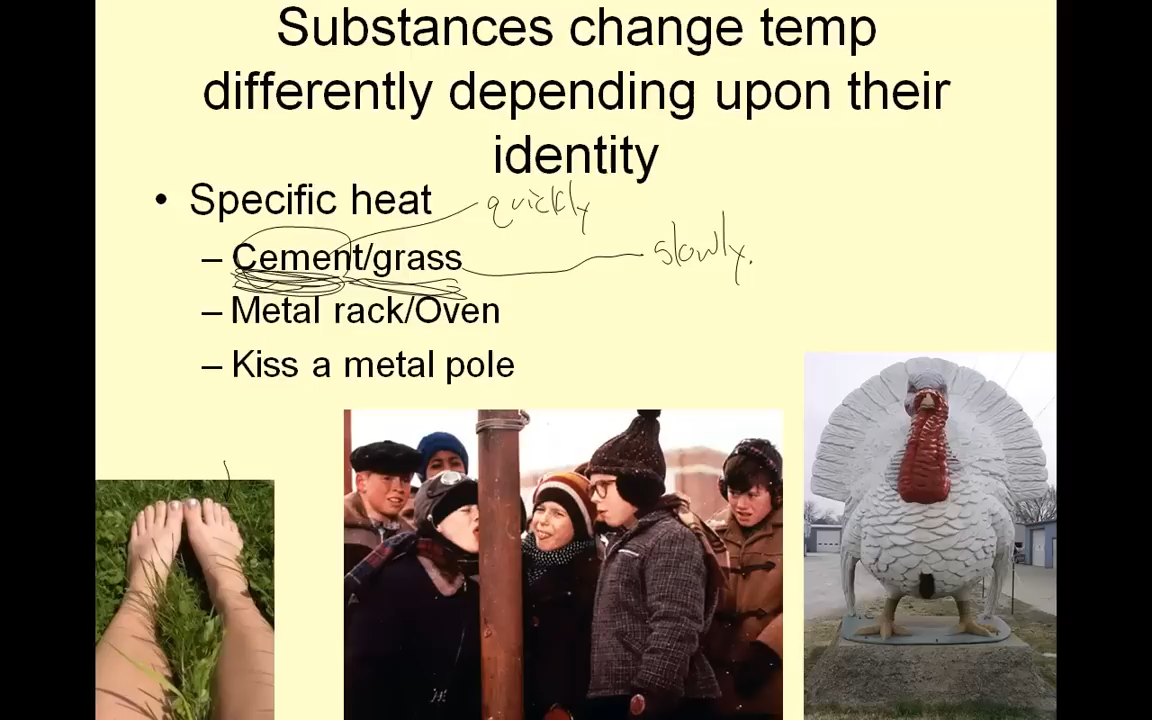 Substances change temp
differently depending upon their
identity
• Specific heat
quickly
– Cement/grass
slowly.
– Metal rack/Oven
– Kiss a metal pole